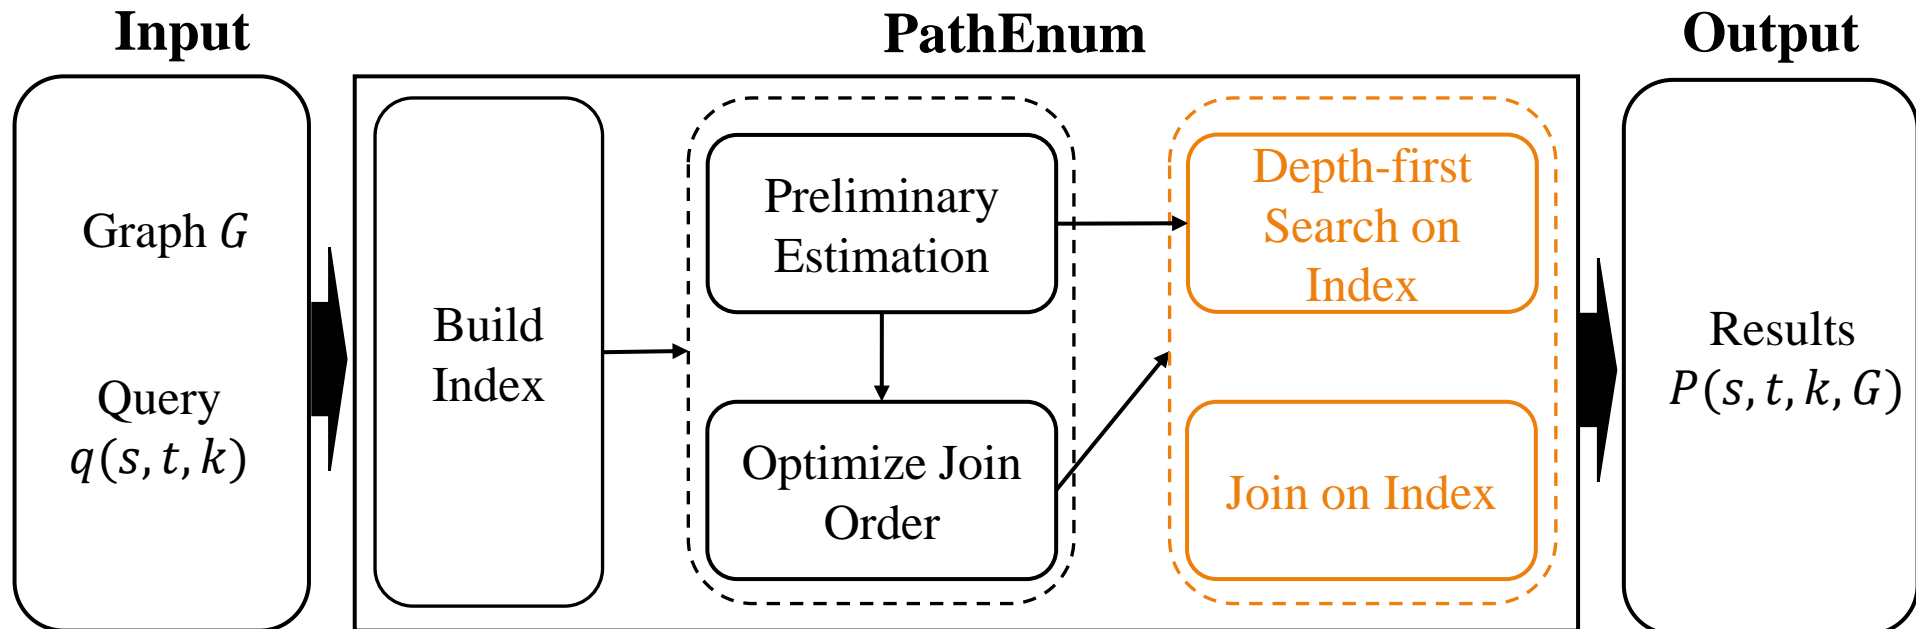 Input
PathEnum
Output
Graph G
Query
q(s, t, k)
Build
Index
Preliminary
Estimation
Optimize Join
Order
Depth-first
Search on
Index
Join on Index
Results
P(s, t, k, G)